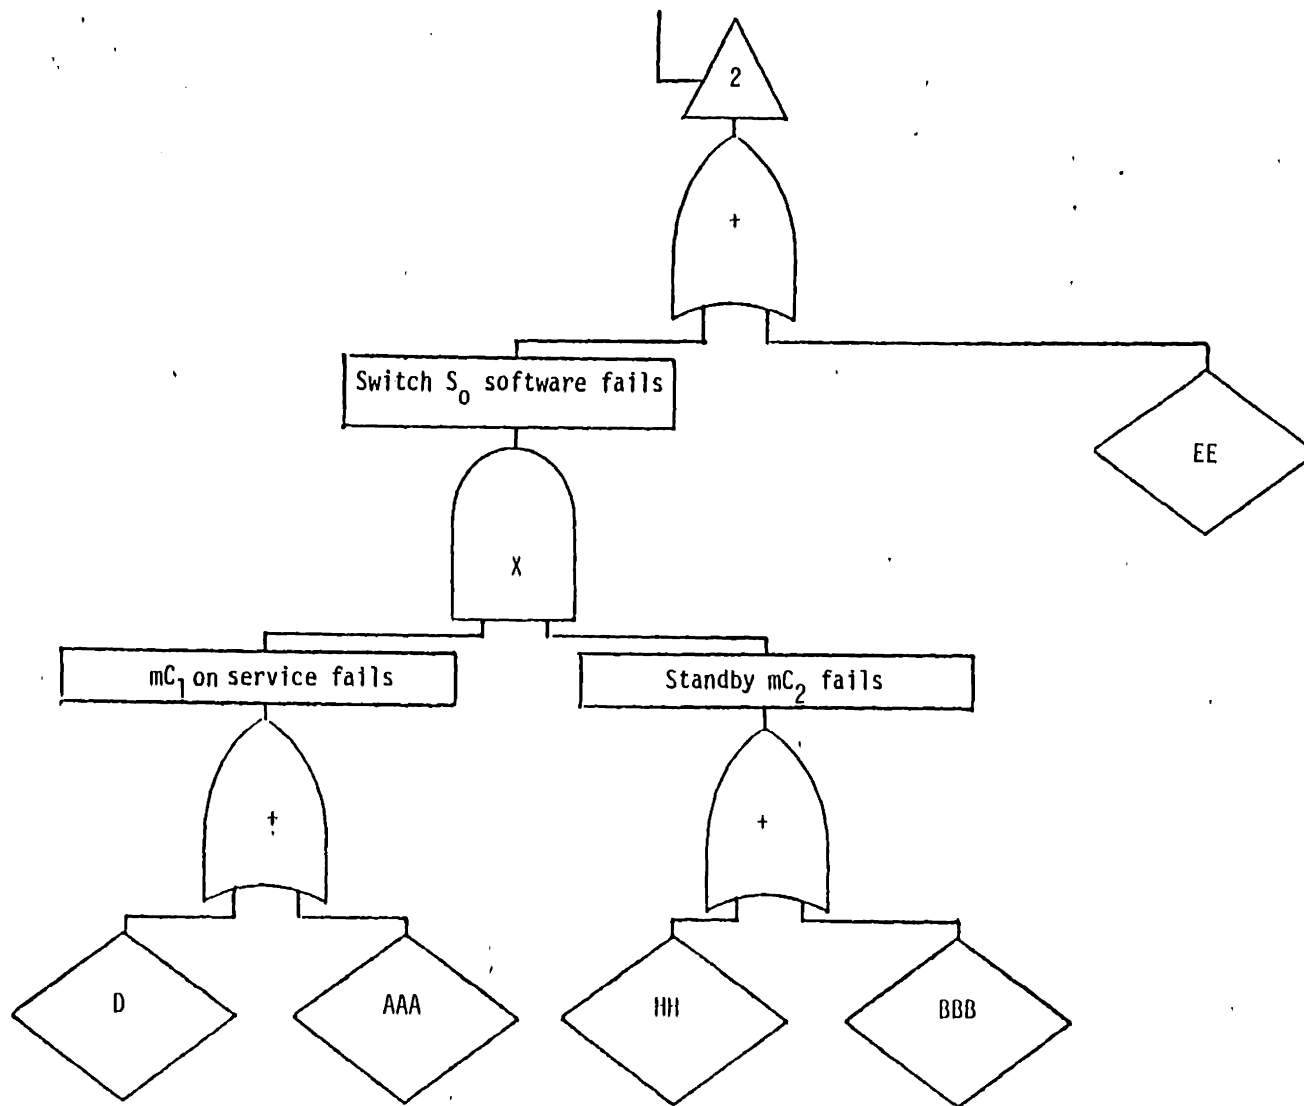 2
+
Switch S₀ software fails
EE
X
mC₁ on service fails
Standby mC₂ fails
+
+
D
AAA
HH
BBB